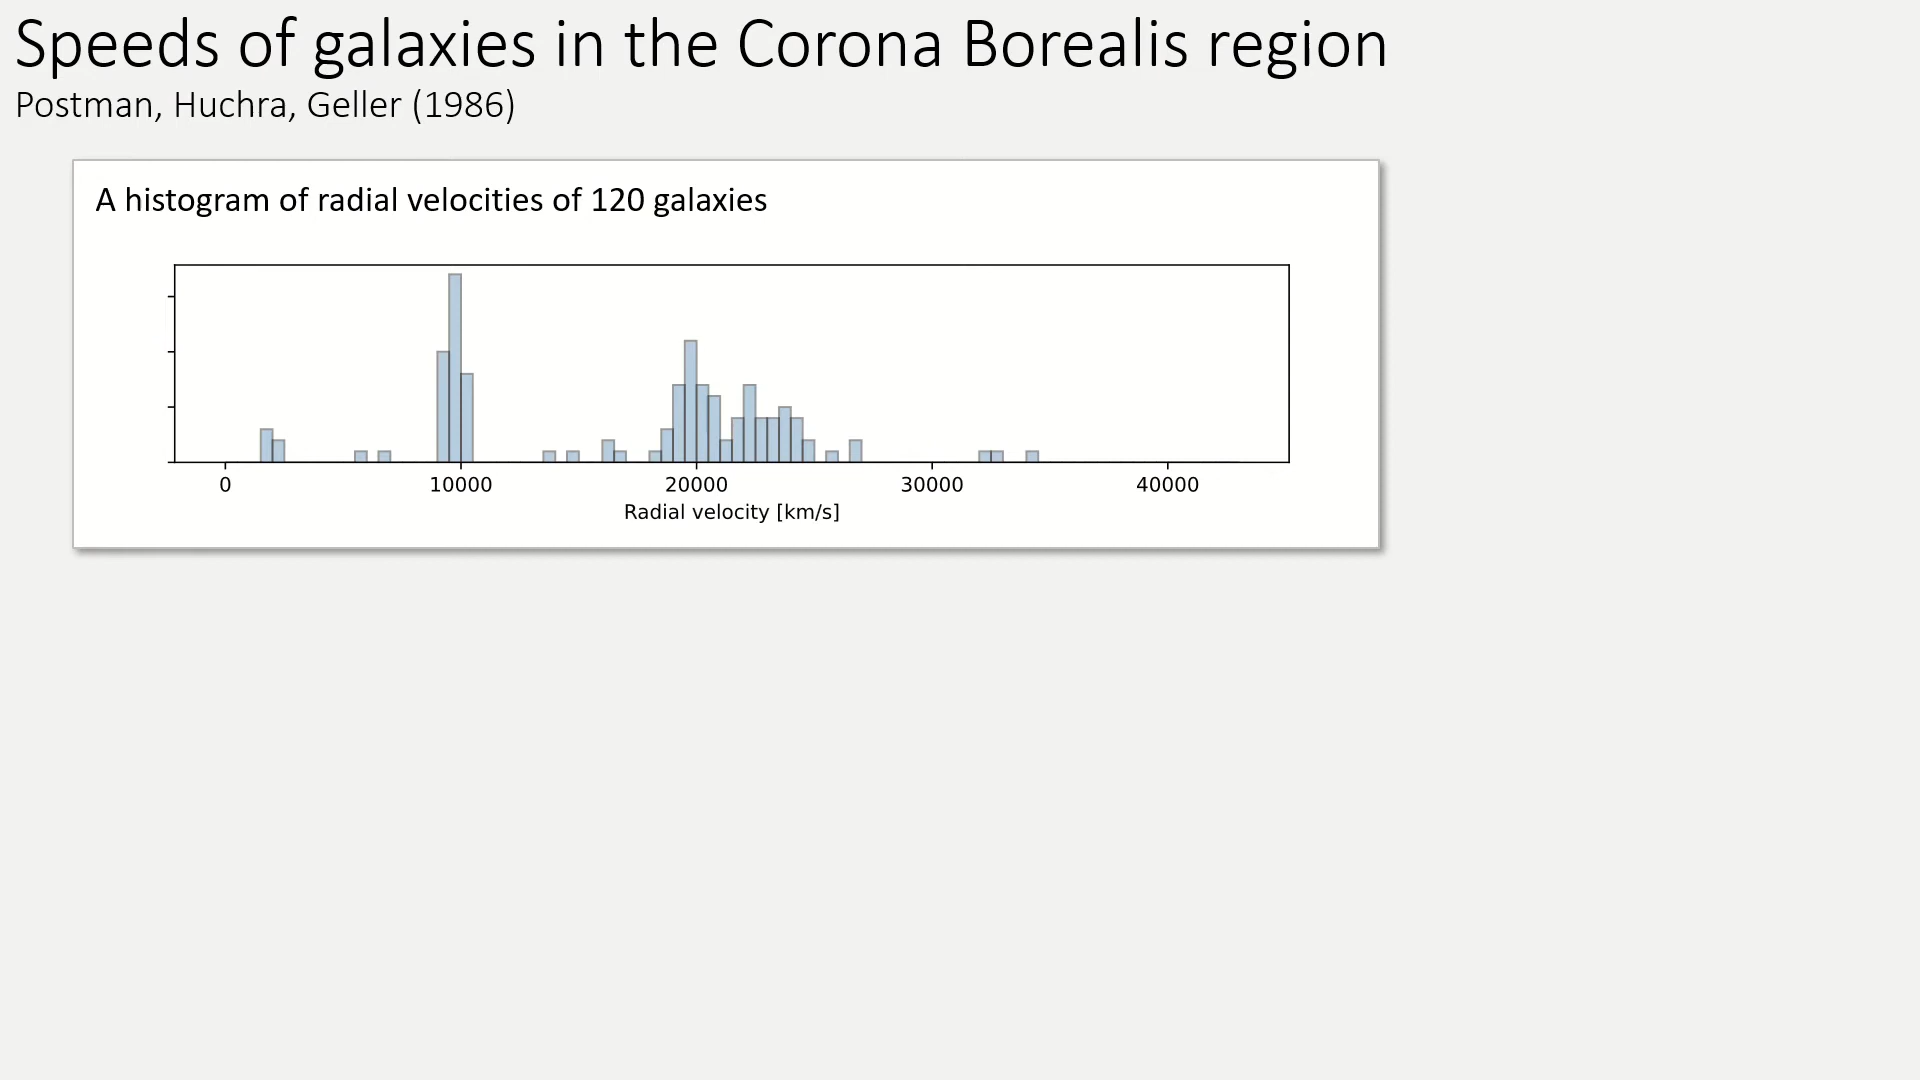 Speeds of galaxies in the Corona Borealis region
Postman, Huchra, Geller (1986)
A histogram of radial velocities of 120 galaxies
0 10000 20000 30000 40000
Radial velocity [km/s]